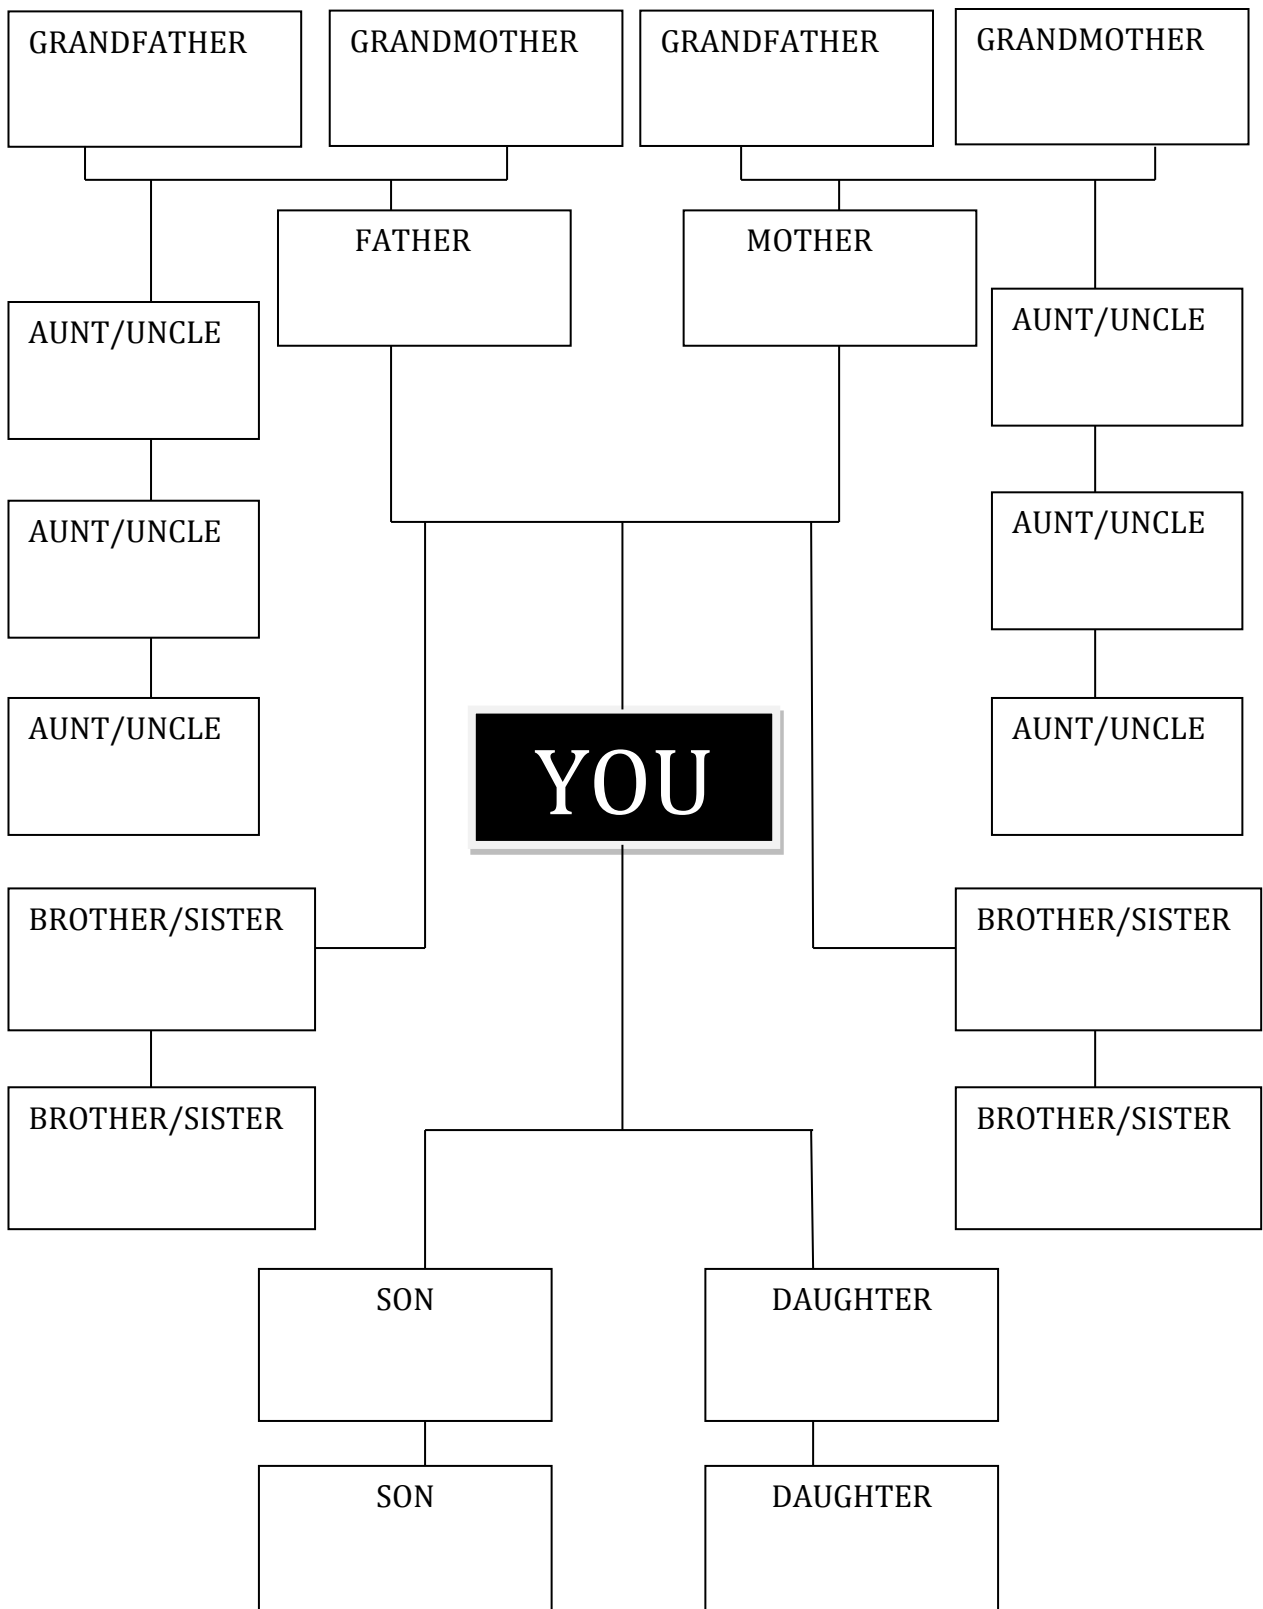 GRANDFATHER
GRANDMOTHER
GRANDFATHER
GRANDMOTHER
FATHER
MOTHER
AUNT/UNCLE
AUNT/UNCLE
AUNT/UNCLE
AUNT/UNCLE
AUNT/UNCLE
AUNT/UNCLE
YOU
BROTHER/SISTER
BROTHER/SISTER
BROTHER/SISTER
BROTHER/SISTER
SON
DAUGHTER
SON
DAUGHTER